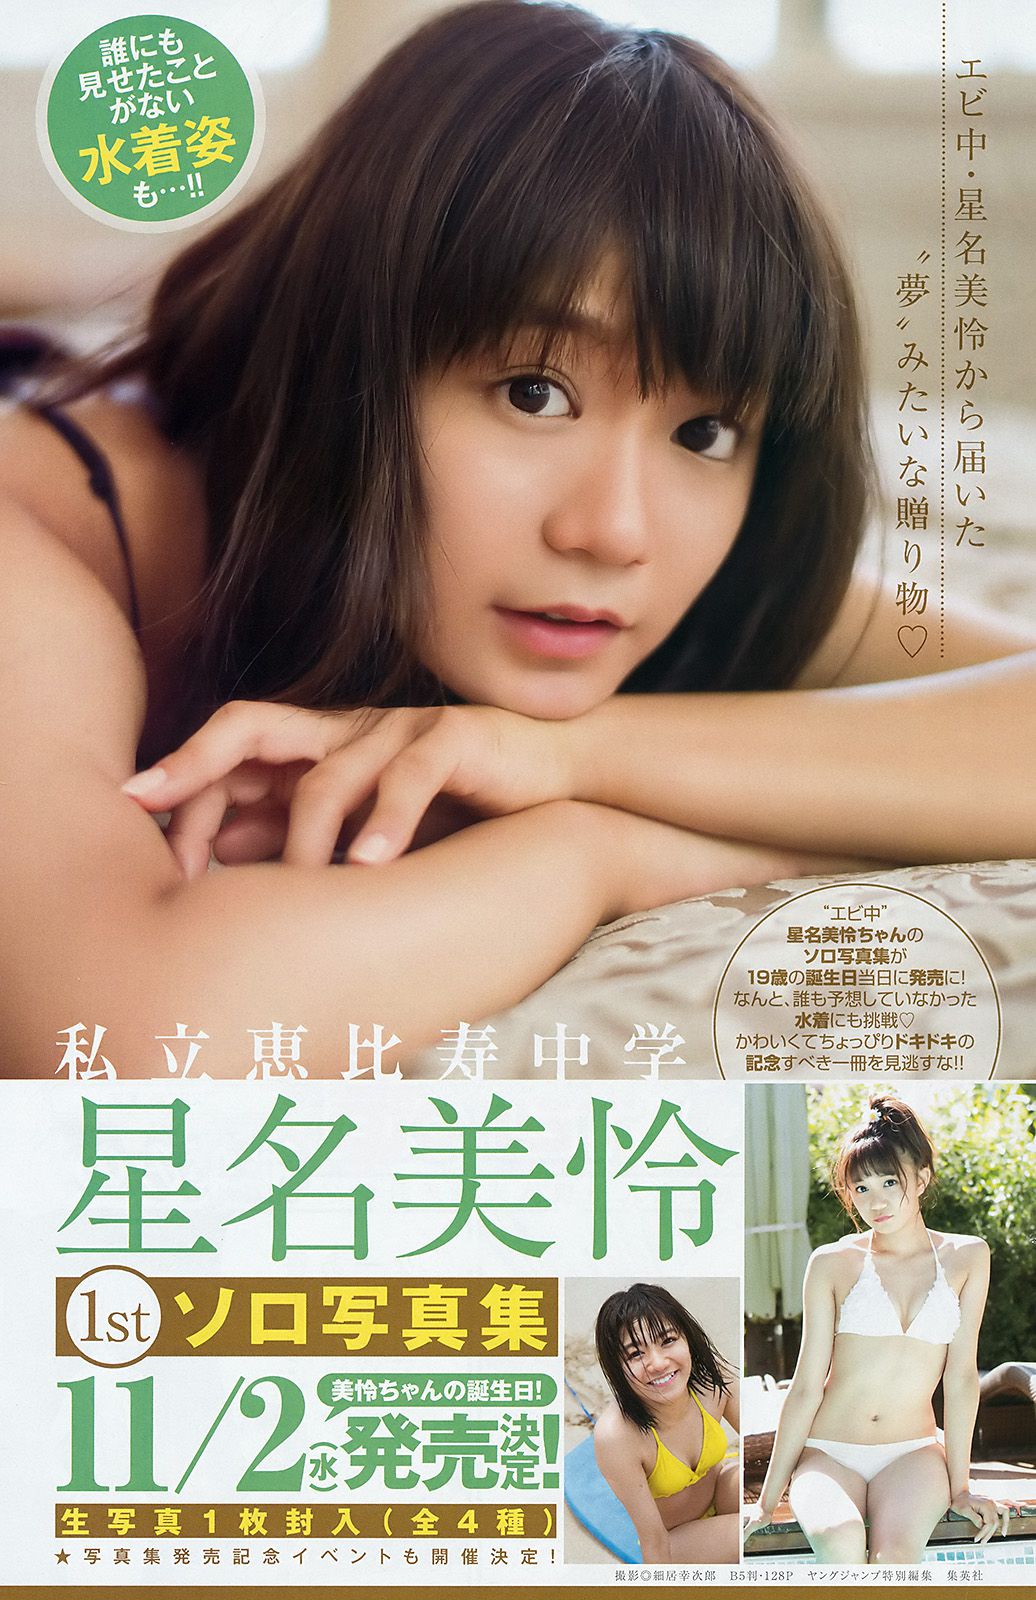 誰にも
見せたこと
がない
水着姿
も…!!
エビ中・星名美怜から届いた
〝夢〟みたいな贈り物♡
“エビ中”
星名美怜ちゃんの
ソロ写真集が
19歳の誕生日当日に発売に!
なんと、誰も予想していなかった
水着にも挑戦♡
かわいくてちょっぴりドキドキの
記念すべき一冊を見逃すな!!
私立恵比寿中学
星名美怜
1stソロ写真集
美怜ちゃんの誕生日!
11/2(水)発売決定!
生写真1枚封入(全4種)
★写真集発売記念イベントも開催決定!
撮影◎細居幸次郎 B5判・128P ヤングジャンプ特別編集 集英社